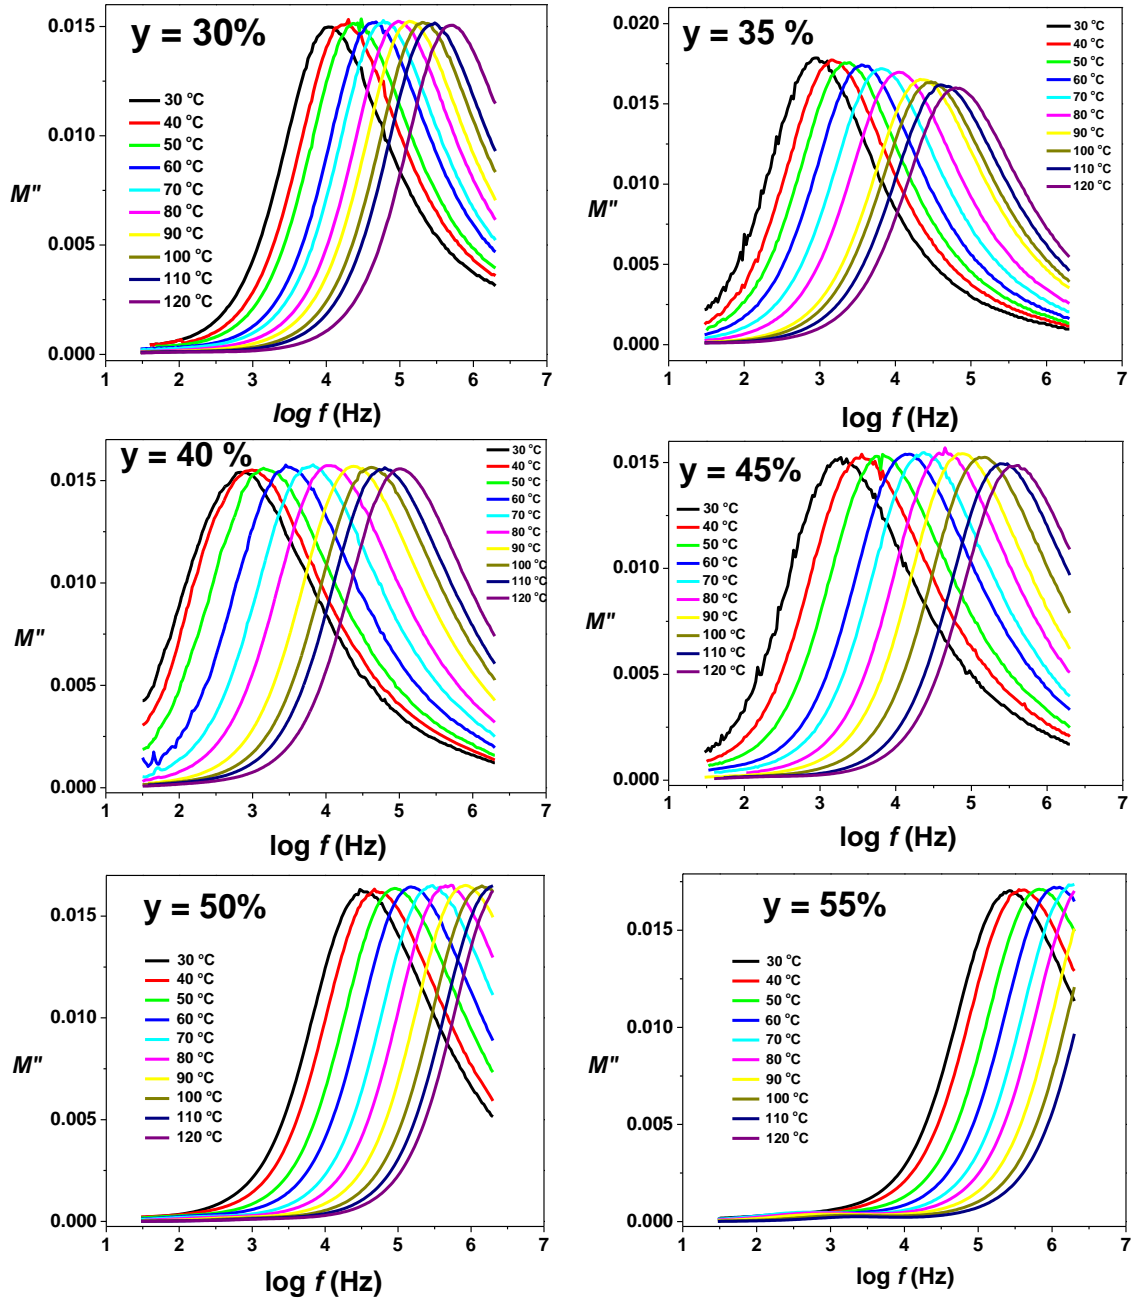 y = 30%
0.015
0.010
0.005
0.000
M"
30 °C
40 °C
50 °C
60 °C
70 °C
80 °C
90 °C
100 °C
110 °C
120 °C
1 2 3 4 5 6 7
log f (Hz)
y = 35 %
0.020
0.015
0.010
0.005
0.000
M"
30 °C
40 °C
50 °C
60 °C
70 °C
80 °C
90 °C
100 °C
110 °C
120 °C
1 2 3 4 5 6 7
log f (Hz)
y = 40 %
0.015
0.010
0.005
0.000
M"
30 °C
40 °C
50 °C
60 °C
70 °C
80 °C
90 °C
100 °C
110 °C
120 °C
1 2 3 4 5 6 7
log f (Hz)
y = 45%
0.015
0.010
0.005
0.000
M"
30 °C
40 °C
50 °C
60 °C
70 °C
80 °C
90 °C
100 °C
110 °C
120 °C
1 2 3 4 5 6 7
log f (Hz)
y = 50%
0.015
0.010
0.005
0.000
M"
30 °C
40 °C
50 °C
60 °C
70 °C
80 °C
90 °C
100 °C
110 °C
120 °C
1 2 3 4 5 6 7
log f (Hz)
y = 55%
0.015
0.010
0.005
0.000
M"
30 °C
40 °C
50 °C
60 °C
70 °C
80 °C
90 °C
100 °C
110 °C
120 °C
1 2 3 4 5 6 7
log f (Hz)